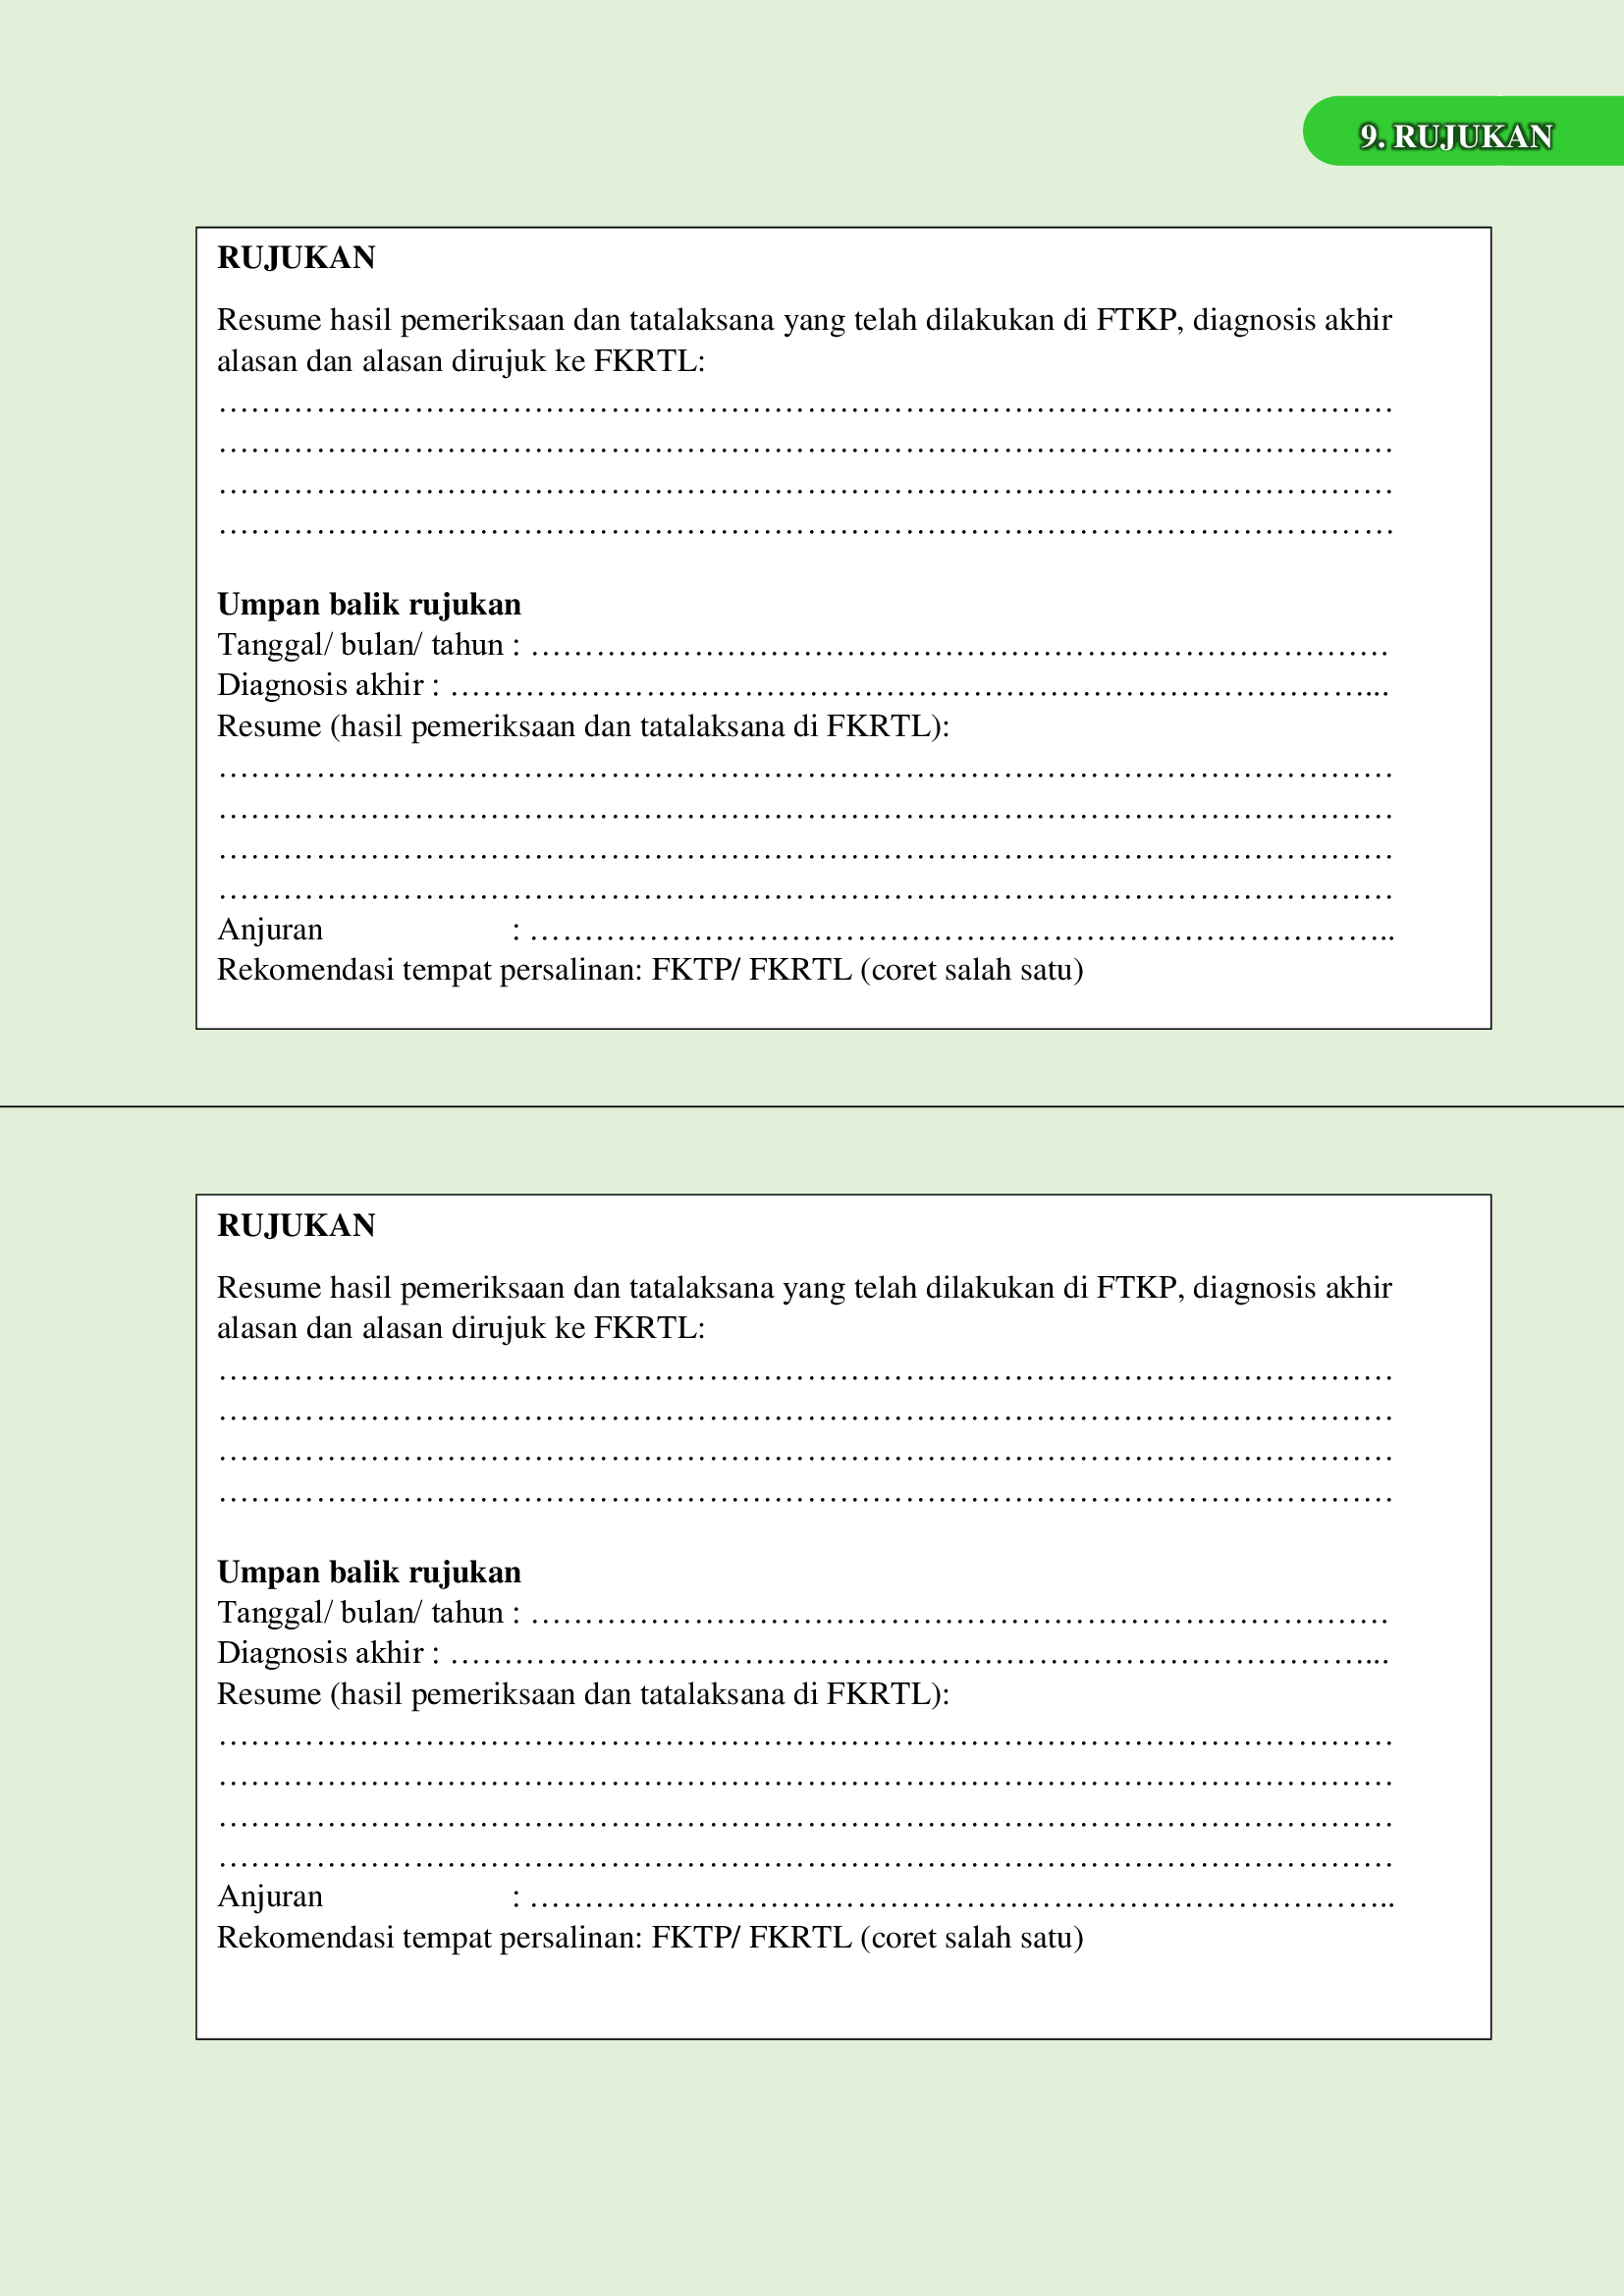 9. RUJUKAN
RUJUKAN
Resume hasil pemeriksaan dan tatalaksana yang telah dilakukan di FTKP, diagnosis akhir
alasan dan alasan dirujuk ke FKRTL:
……………………………………………………………………………………………
……………………………………………………………………………………………
……………………………………………………………………………………………
……………………………………………………………………………………………
Umpan balik rujukan
Tanggal/ bulan/ tahun : …………………………………………………………………….
Diagnosis akhir : …………………………………………………………………………...
Resume (hasil pemeriksaan dan tatalaksana di FKRTL):
……………………………………………………………………………………………
……………………………………………………………………………………………
……………………………………………………………………………………………
……………………………………………………………………………………………
Anjuran : ……………………………………………………………………..
Rekomendasi tempat persalinan: FKTP/ FKRTL (coret salah satu)
RUJUKAN
Resume hasil pemeriksaan dan tatalaksana yang telah dilakukan di FTKP, diagnosis akhir
alasan dan alasan dirujuk ke FKRTL:
……………………………………………………………………………………………
……………………………………………………………………………………………
……………………………………………………………………………………………
……………………………………………………………………………………………
Umpan balik rujukan
Tanggal/ bulan/ tahun : …………………………………………………………………….
Diagnosis akhir : …………………………………………………………………………...
Resume (hasil pemeriksaan dan tatalaksana di FKRTL):
……………………………………………………………………………………………
……………………………………………………………………………………………
……………………………………………………………………………………………
……………………………………………………………………………………………
Anjuran : ……………………………………………………………………..
Rekomendasi tempat persalinan: FKTP/ FKRTL (coret salah satu)